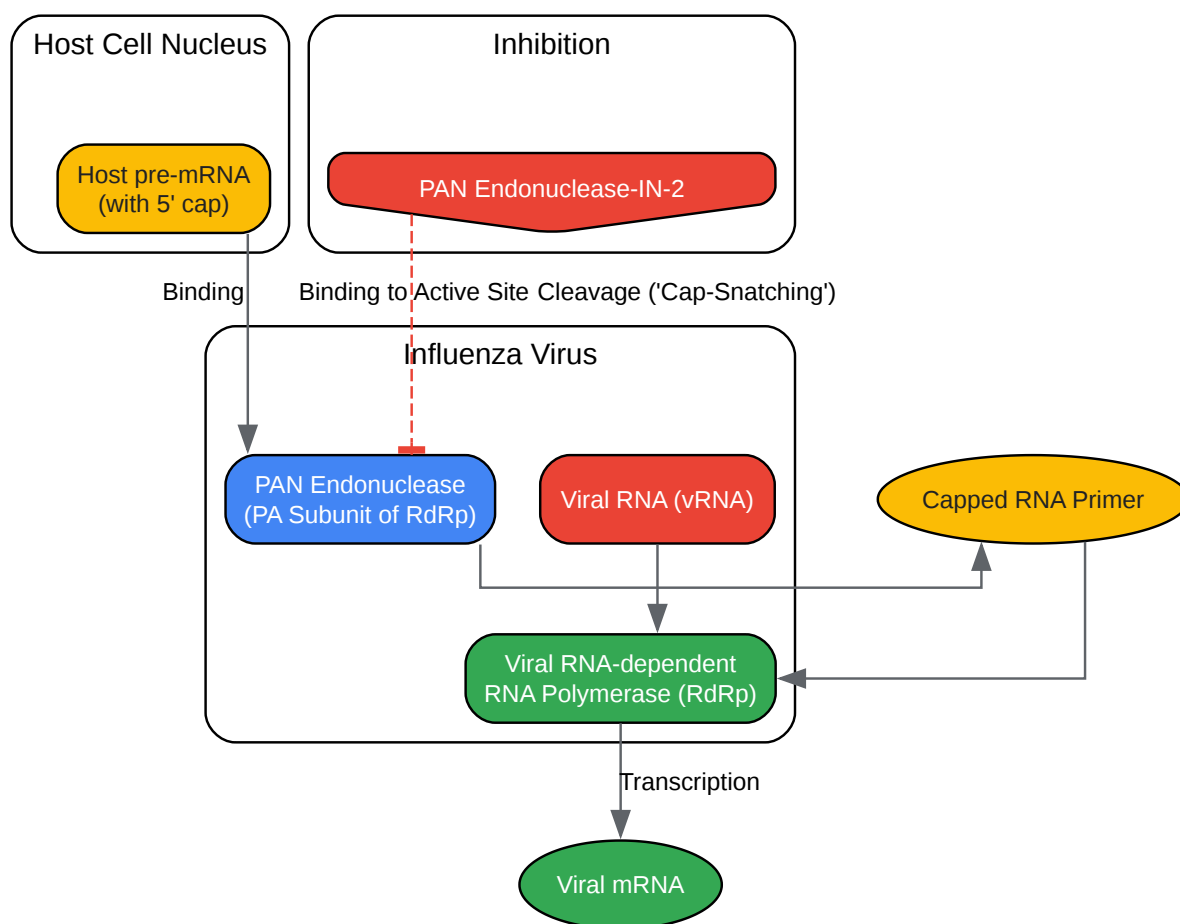 Host Cell Nucleus
Inhibition
Host pre-mRNA
(with 5' cap)
PAN Endonuclease-IN-2
Binding
Binding to Active Site
Cleavage ('Cap-Snatching')
Influenza Virus
PAN Endonuclease
(PA Subunit of RdRp)
Viral RNA (vRNA)
Capped RNA Primer
Viral RNA-dependent
RNA Polymerase (RdRp)
Transcription
Viral mRNA